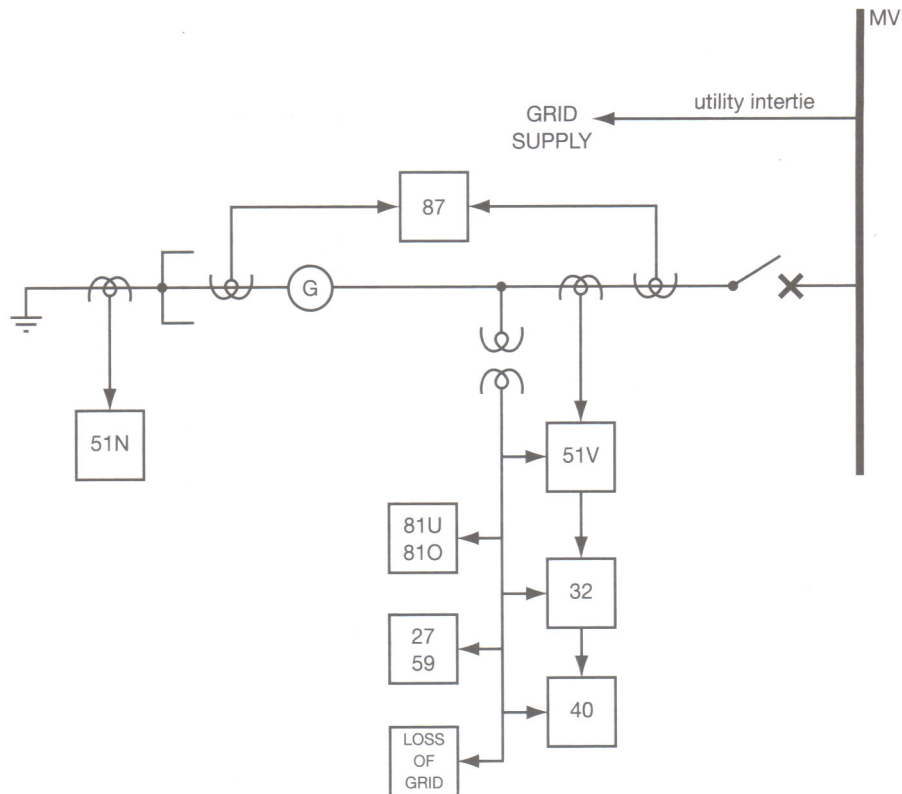 MV
utility intertie
GRID
SUPPLY
87
G
51N
51V
81U
81O
32
27
59
40
LOSS
OF
GRID